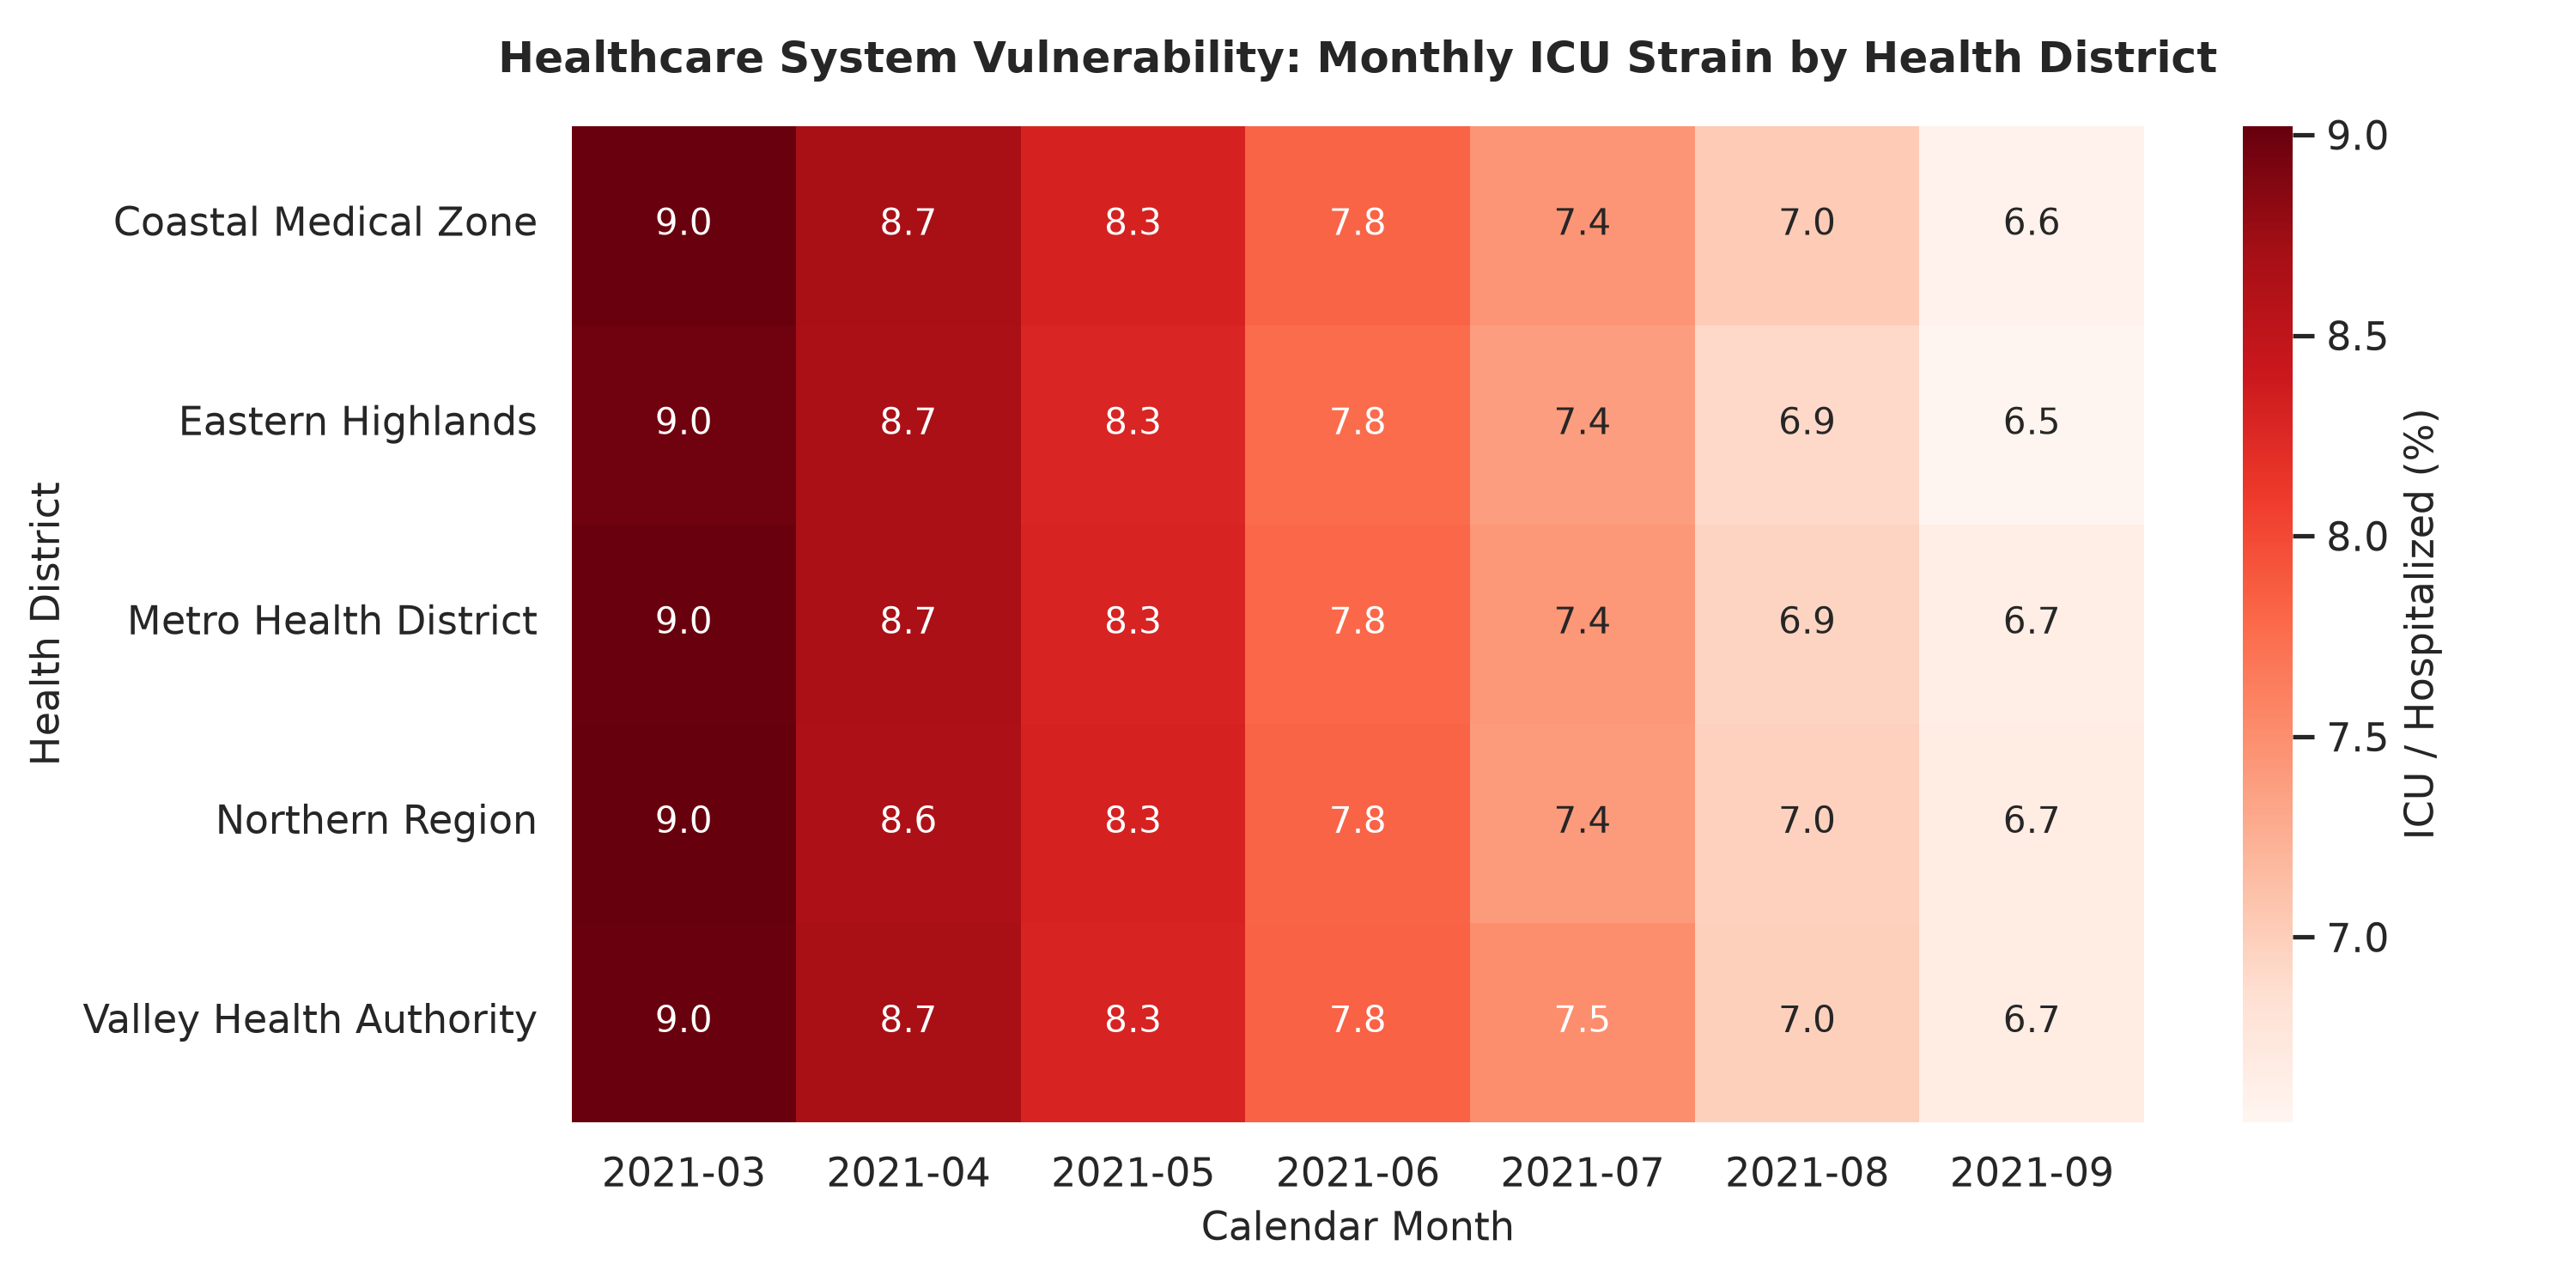 Healthcare System Vulnerability: Monthly ICU Strain by Health District
Health District
Coastal Medical Zone 9.0 8.7 8.3 7.8 7.4 7.0 6.6
Eastern Highlands 9.0 8.7 8.3 7.8 7.4 6.9 6.5
Metro Health District 9.0 8.7 8.3 7.8 7.4 6.9 6.7
Northern Region 9.0 8.6 8.3 7.8 7.4 7.0 6.7
Valley Health Authority 9.0 8.7 8.3 7.8 7.5 7.0 6.7
2021-03 2021-04 2021-05 2021-06 2021-07 2021-08 2021-09
Calendar Month
9.0
8.5
8.0
7.5
7.0
ICU / Hospitalized (%)